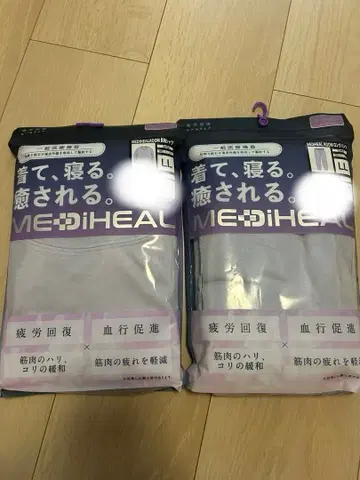 一般医療機器
着て、寝る。
癒される。
MEDiHEAL
疲労回復
×
血行促進
筋肉のハリ、
コリの緩和
筋肉の疲れを軽減
一般医療機器
着て、寝る。
癒される。
MEDiHEAL
疲労回復
×
血行促進
筋肉のハリ、
コリの緩和
筋肉の疲れを軽減